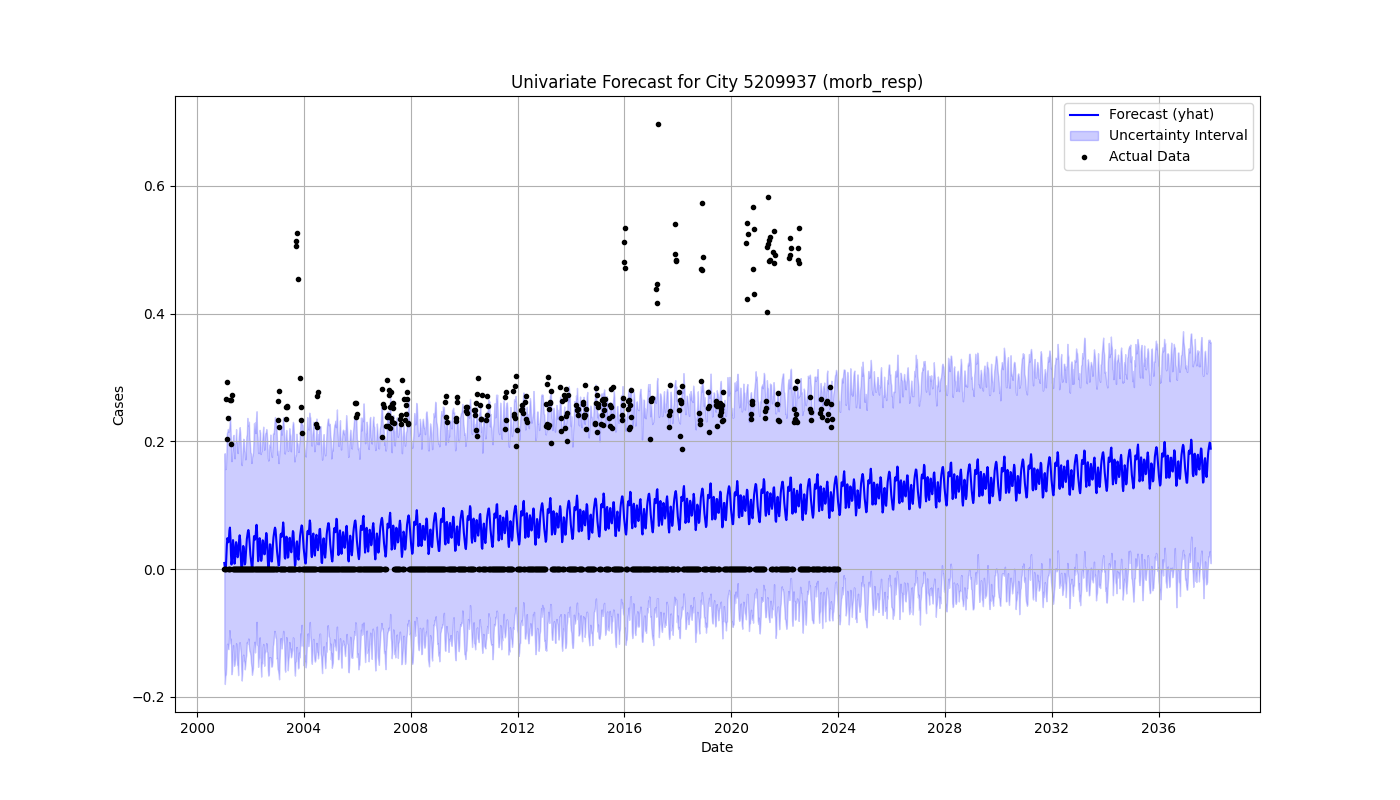 Univariate Forecast for City 5209937 (morb_resp)
Forecast (yhat)
Uncertainty Interval
Actual Data
Cases
0.6
0.4
0.2
0.0
−0.2
2000 2004 2008 2012 2016 2020 2024 2028 2032 2036
Date